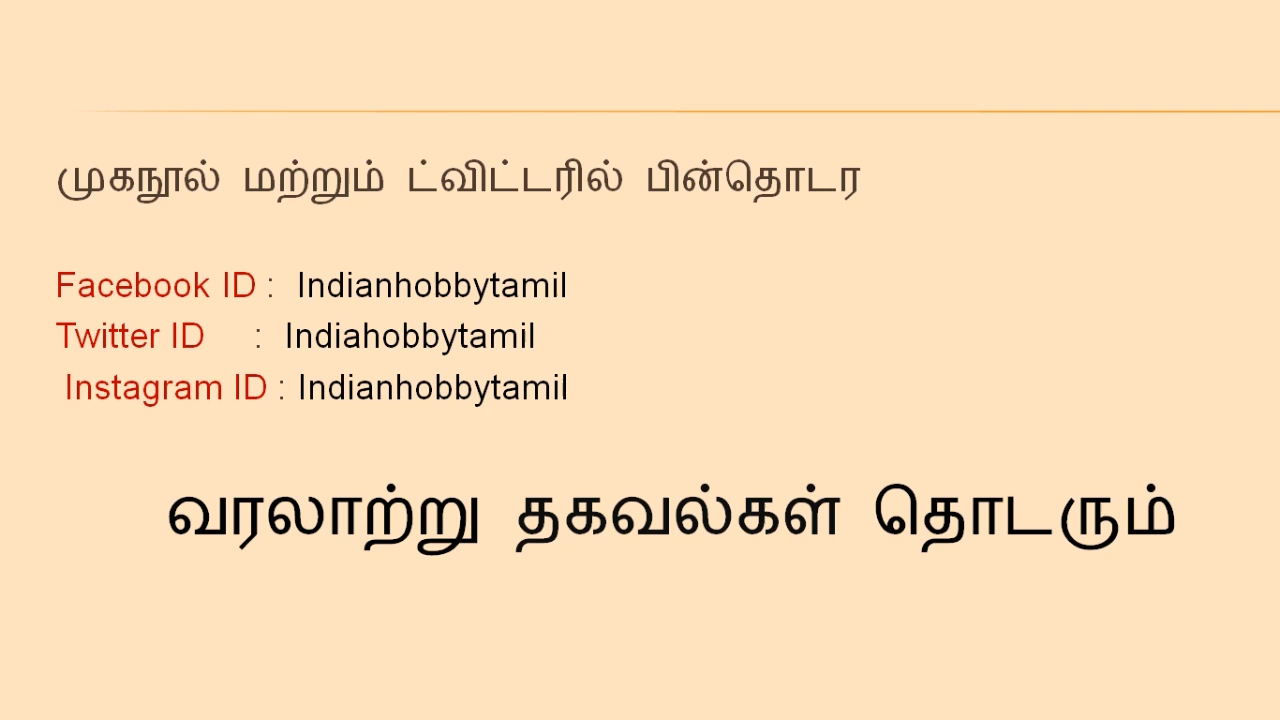 முகநூல் மற்றும் ட்விட்டரில் பின்தொடர
Facebook ID : Indianhobbytamil
Twitter ID : Indiahobbytamil
Instagram ID : Indianhobbytamil
வரலாற்று தகவல்கள் தொடரும்